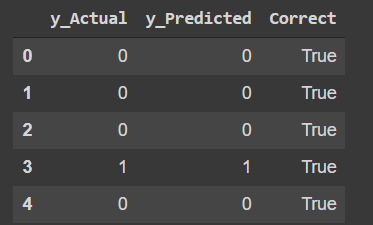 y_Actual y_Predicted Correct
0 0 0 True
1 0 0 True
2 0 0 True
3 1 1 True
4 0 0 True